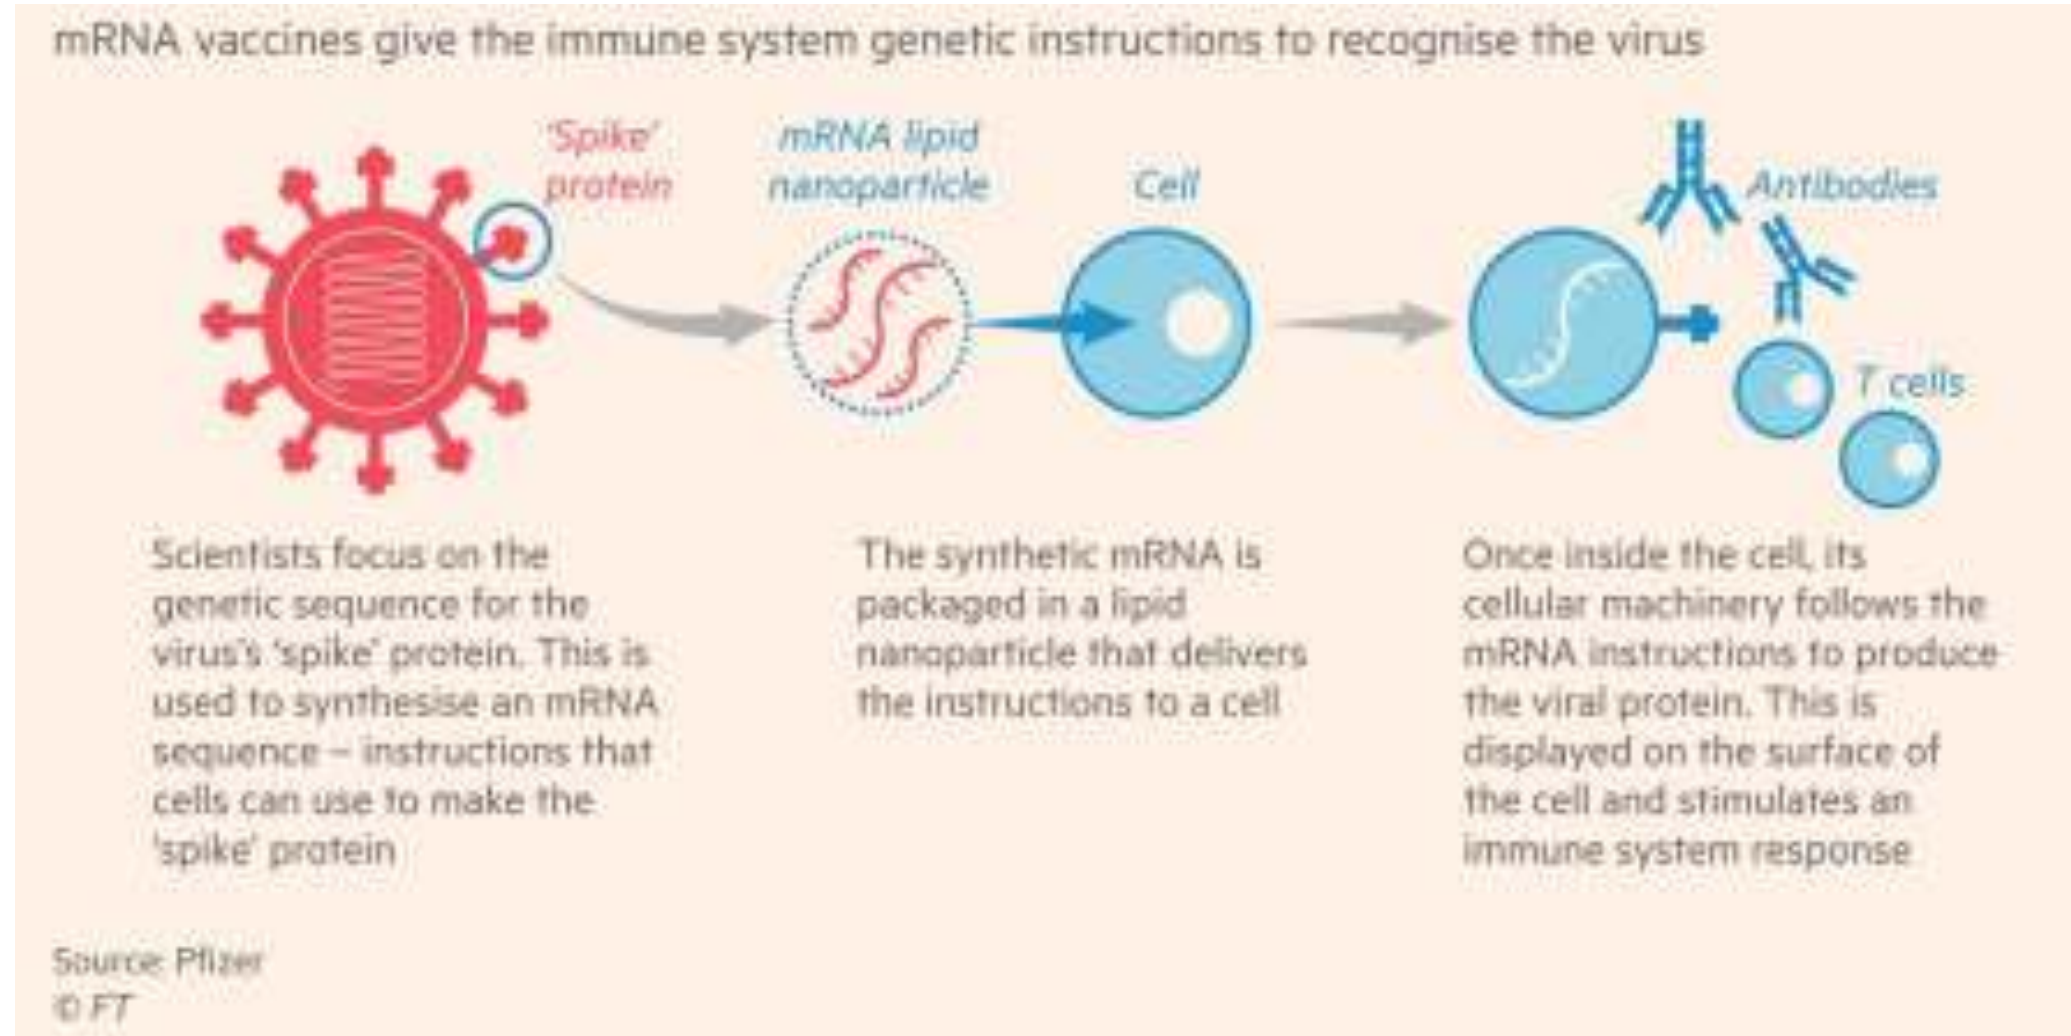 mRNA vaccines give the immune system genetic instructions to recognise the virus
'Spike'
protein
mRNA lipid
nanoparticle
Cell
Antibodies
T cells
Scientists focus on the
genetic sequence for the
virus's 'spike' protein. This is
used to synthesise an mRNA
sequence – instructions that
cells can use to make the
'spike' protein
The synthetic mRNA is
packaged in a lipid
nanoparticle that delivers
the instructions to a cell
Once inside the cell, its
cellular machinery follows the
mRNA instructions to produce
the viral protein. This is
displayed on the surface of
the cell and stimulates an
immune system response
Source: Pfizer
© FT